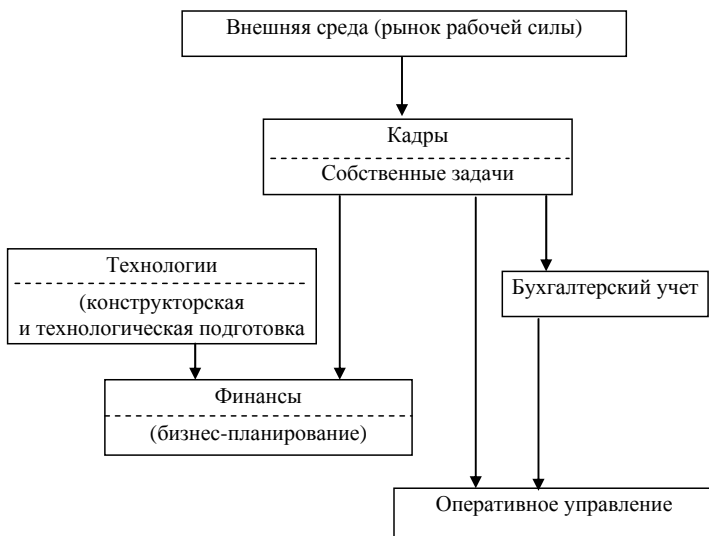 Внешняя среда (рынок рабочей силы)
Кадры
Собственные задачи
Технологии
(конструкторская
и технологическая подготовка
Бухгалтерский учет
Финансы
(бизнес-планирование)
Оперативное управление